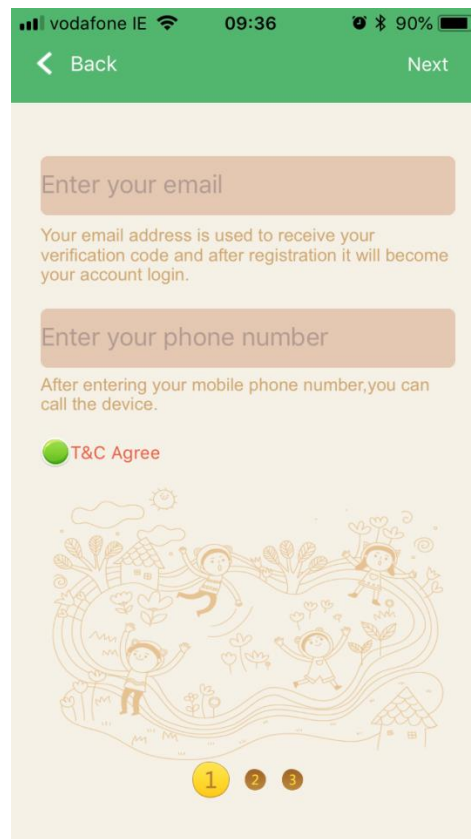 vodafone IE 09:36 90%
Back Next
Enter your email
Your email address is used to receive your
verification code and after registration it will become
your account login.
Enter your phone number
After entering your mobile phone number,you can
call the device.
T&C Agree
1 2 3